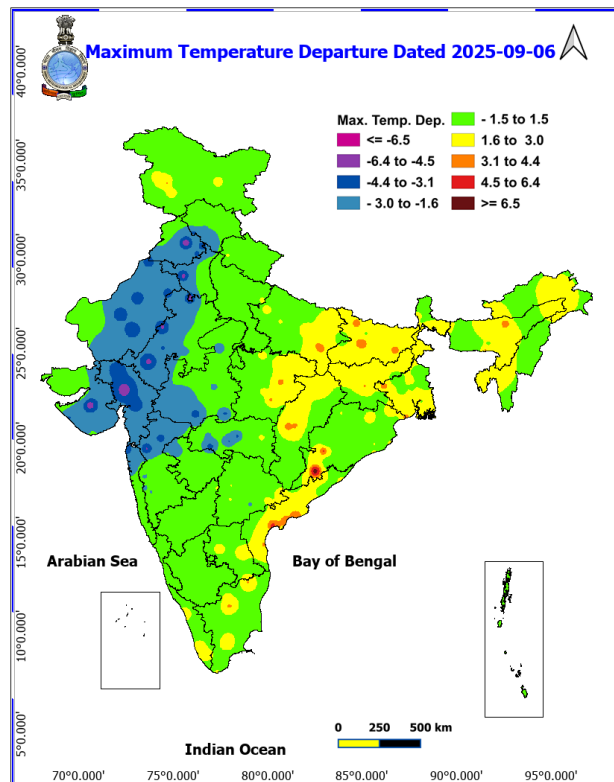 Maximum Temperature Departure Dated 2025-09-06
Max. Temp. Dep.
<= -6.5
-6.4 to -4.5
-4.4 to -3.1
- 3.0 to -1.6
- 1.5 to 1.5
1.6 to 3.0
3.1 to 4.4
4.5 to 6.4
>= 6.5
40°0.000'
35°0.000'
30°0.000'
25°0.000'
20°0.000'
15°0.000'
10°0.000'
5°0.000'
Arabian Sea
Bay of Bengal
0 250 500 km
Indian Ocean
70°0.000' 75°0.000' 80°0.000' 85°0.000' 90°0.000' 95°0.000'